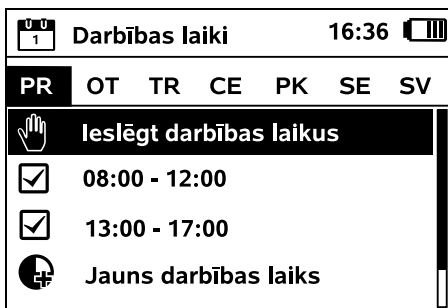 1 Darbības laiki 16:36
PR OT TR CE PK SE SV
Ieslēgt darbības laikus
08:00 - 12:00
13:00 - 17:00
Jauns darbības laiks